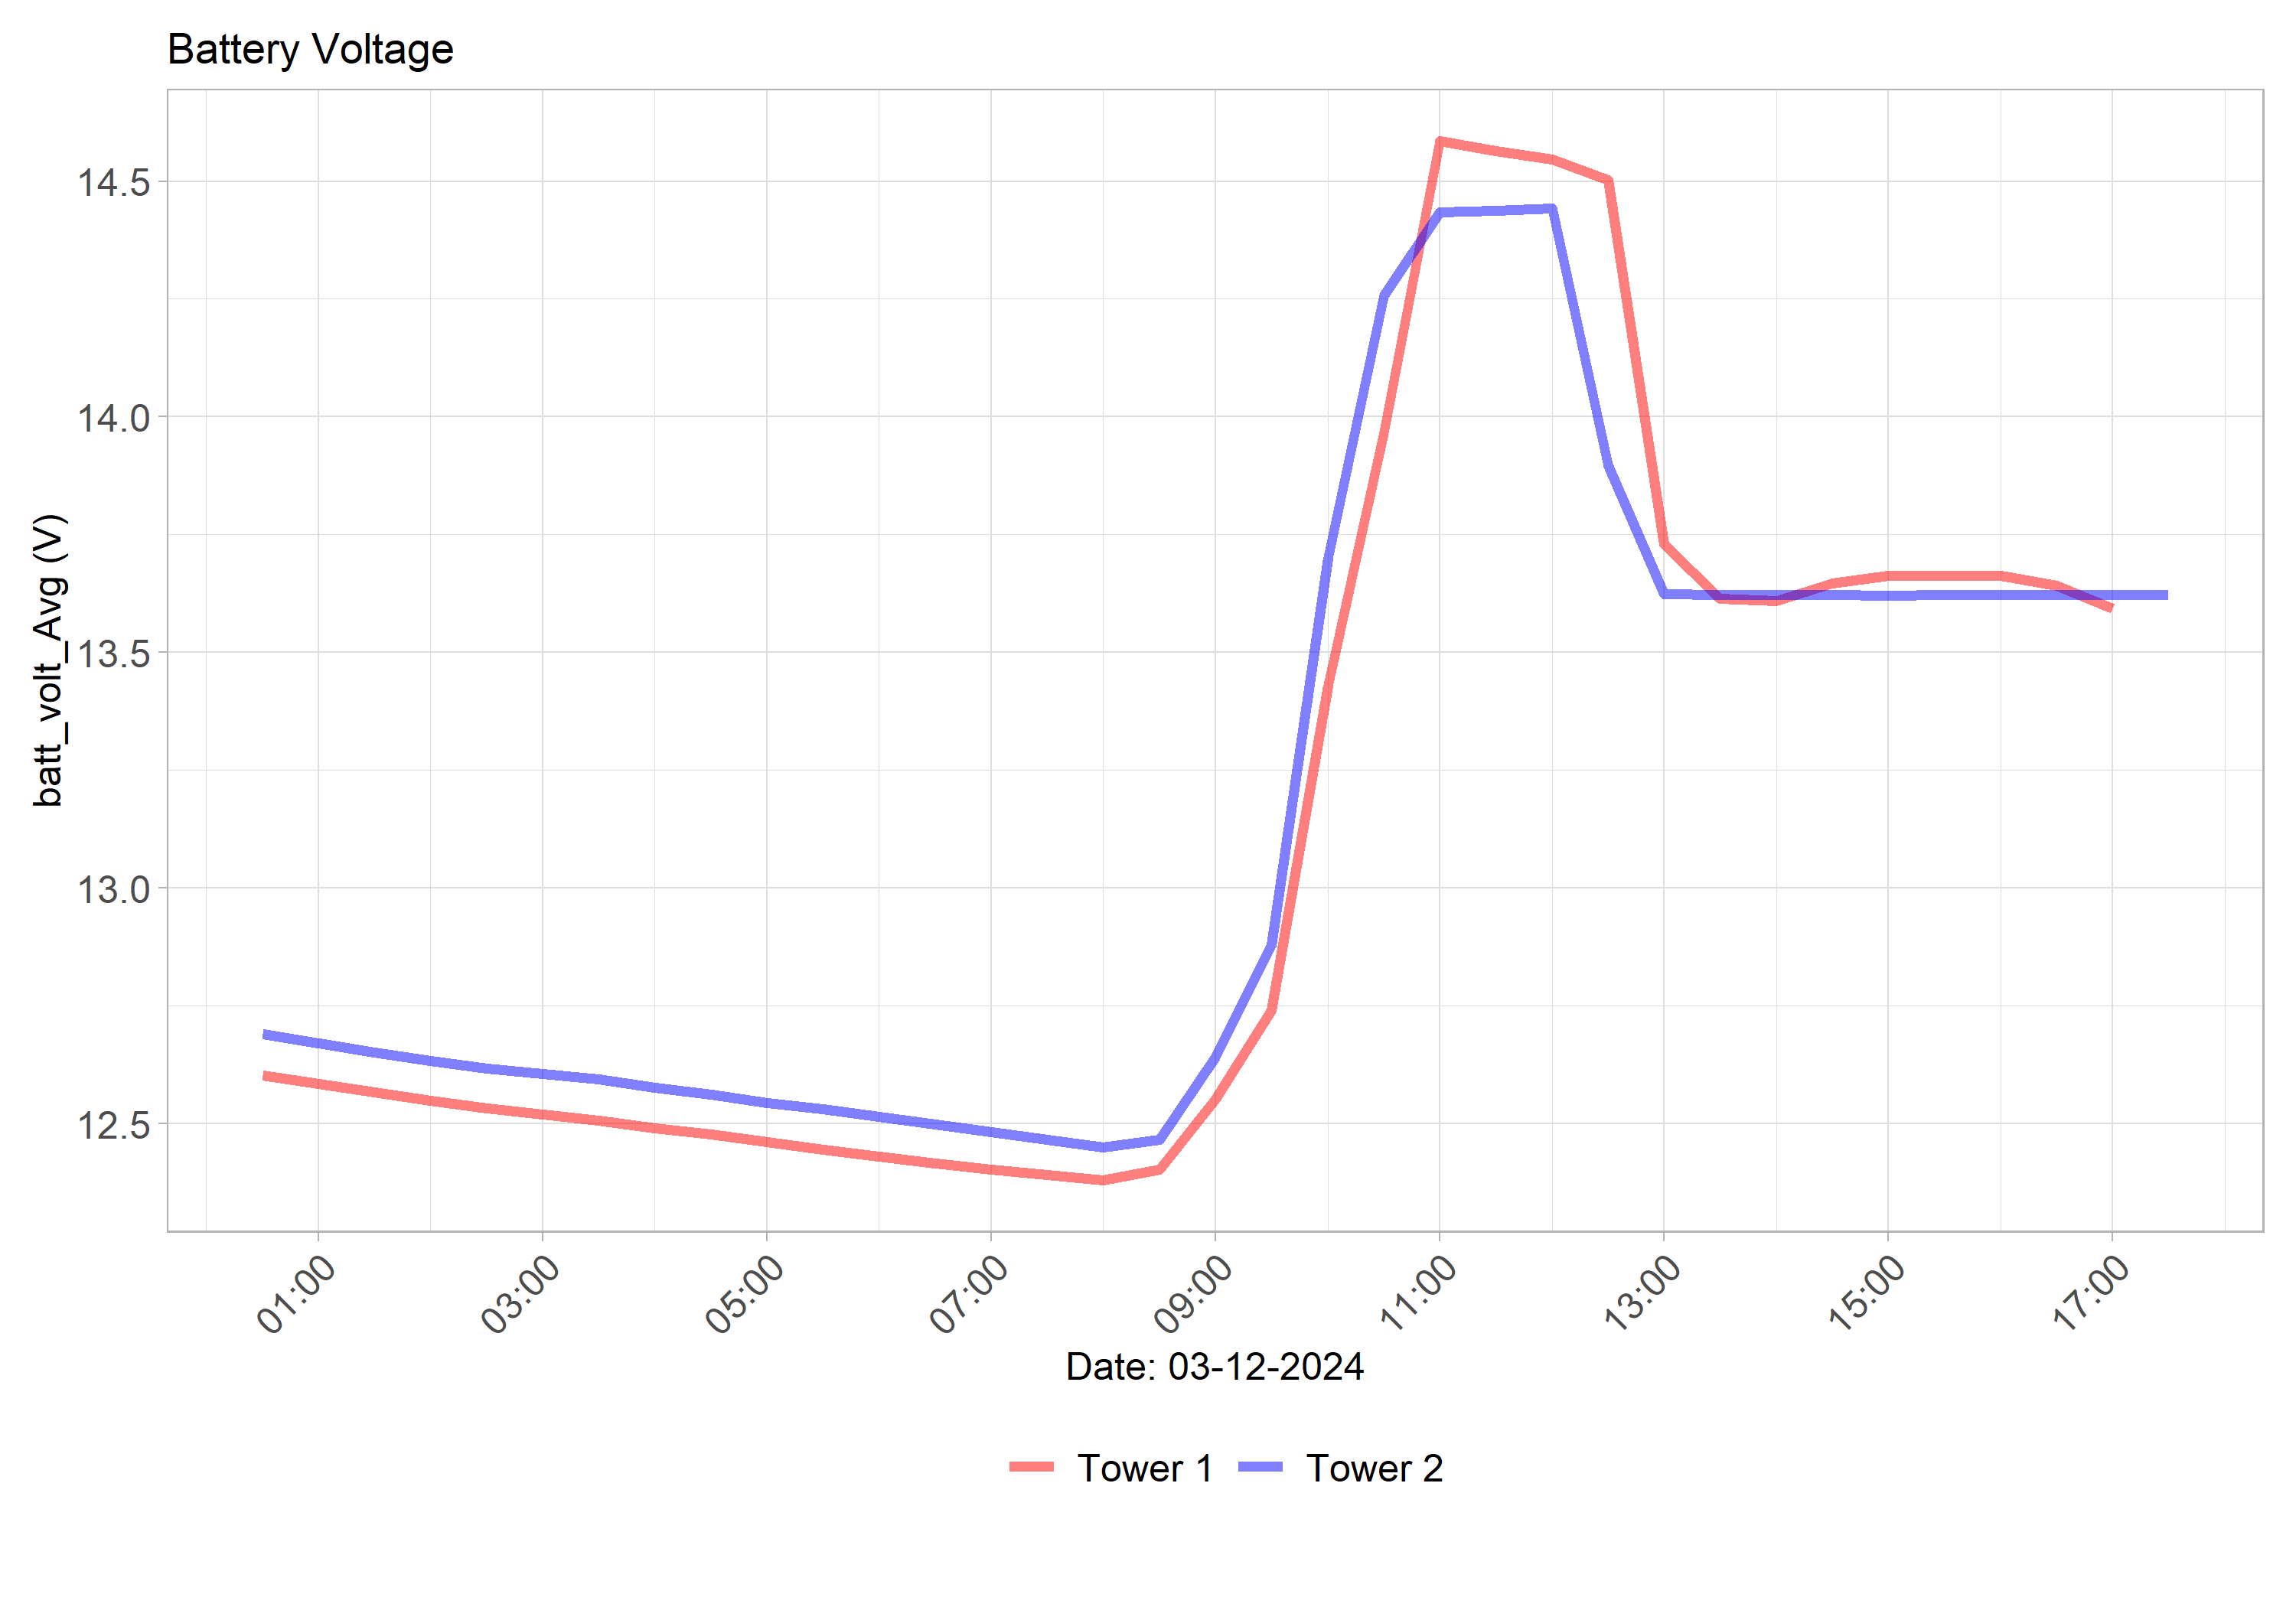 Battery Voltage
batt_volt_Avg (V)
14.5
14.0
13.5
13.0
12.5
01:00 03:00 05:00 07:00 09:00 11:00 13:00 15:00 17:00
Date: 03-12-2024
Tower 1 Tower 2